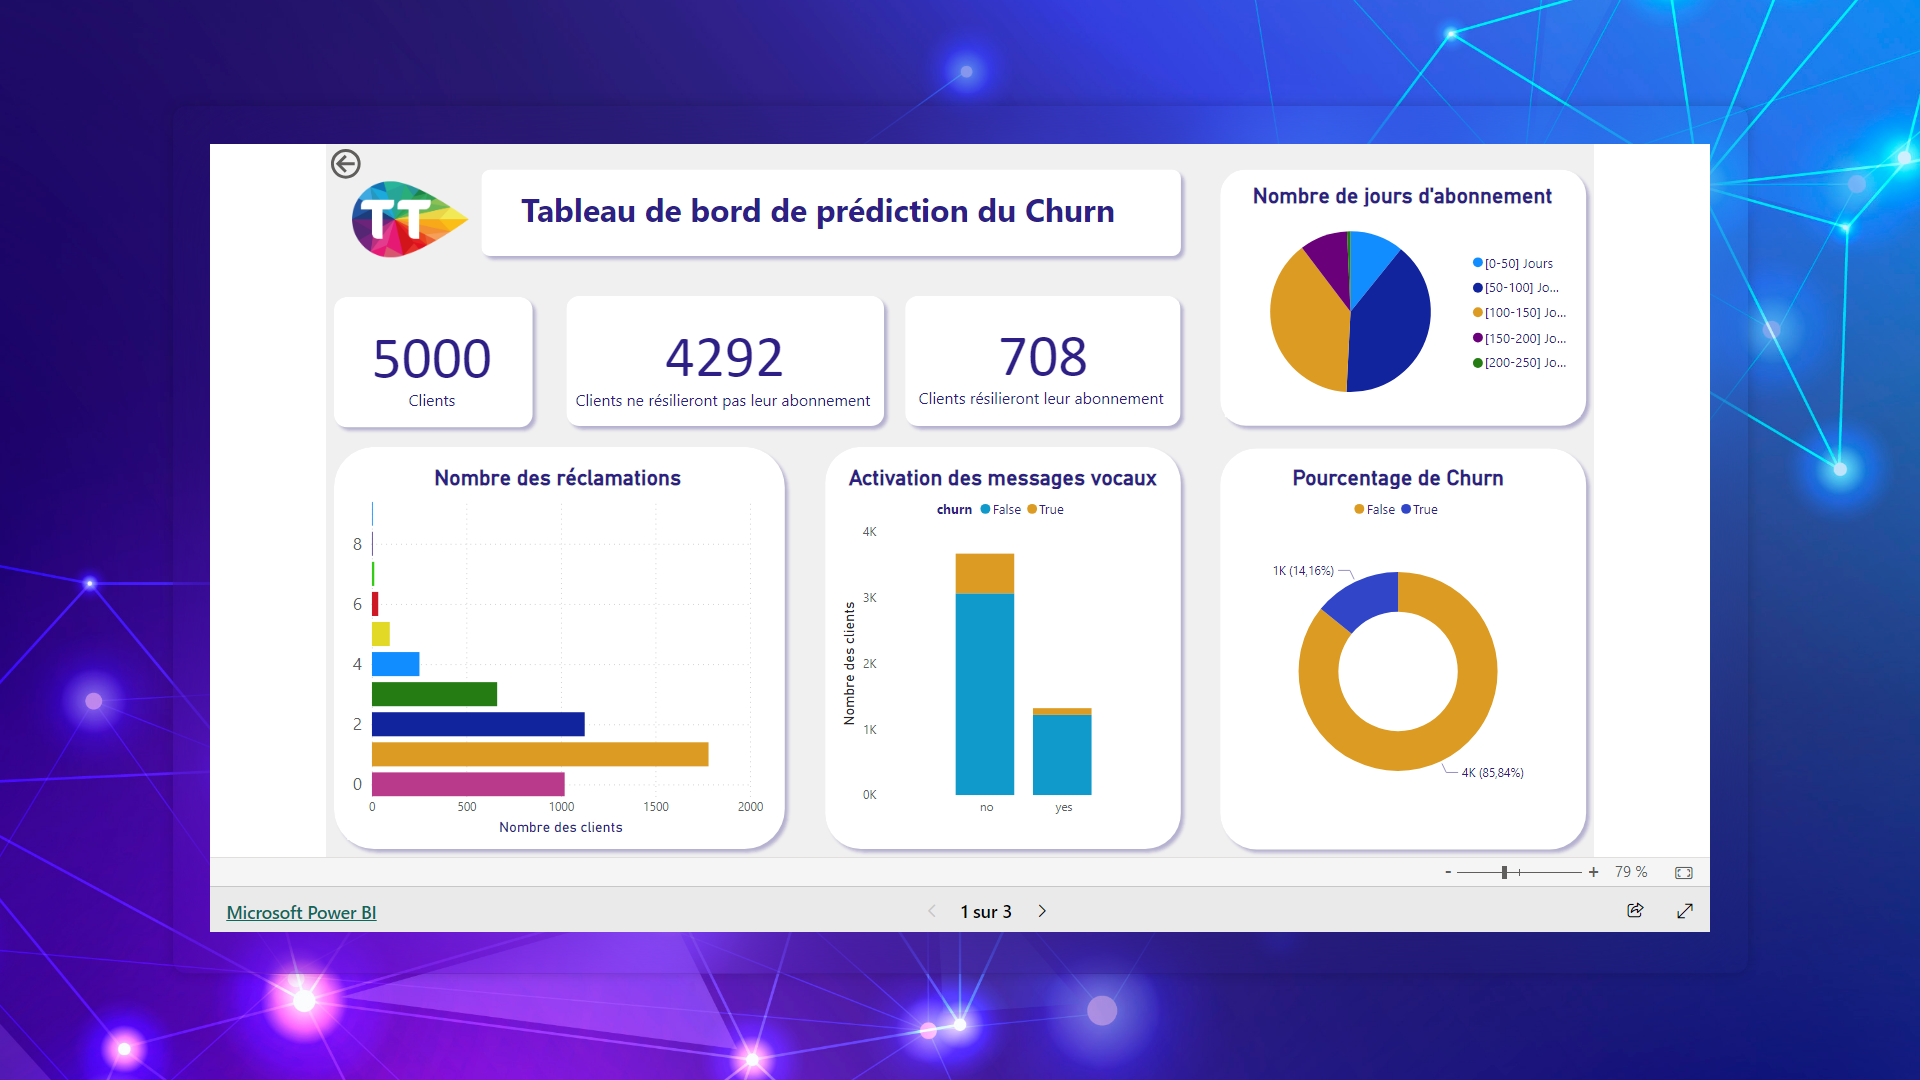 TT
Tableau de bord de prédiction du Churn
5000
Clients
4292
Clients ne résilieront pas leur abonnement
708
Clients résilieront leur abonnement
Nombre de jours d'abonnement
[0-50] Jours
[50-100] Jo...
[100-150] Jo...
[150-200] Jo...
[200-250] Jo...
Nombre des réclamations
8
6
4
2
0
0 500 1000 1500 2000
Nombre des clients
Activation des messages vocaux
churn False True
Nombre des clients
4K
3K
2K
1K
0K
no yes
Pourcentage de Churn
False True
1K (14,16%)
4K (85,84%)
- + 79 %
Microsoft Power BI
1 sur 3